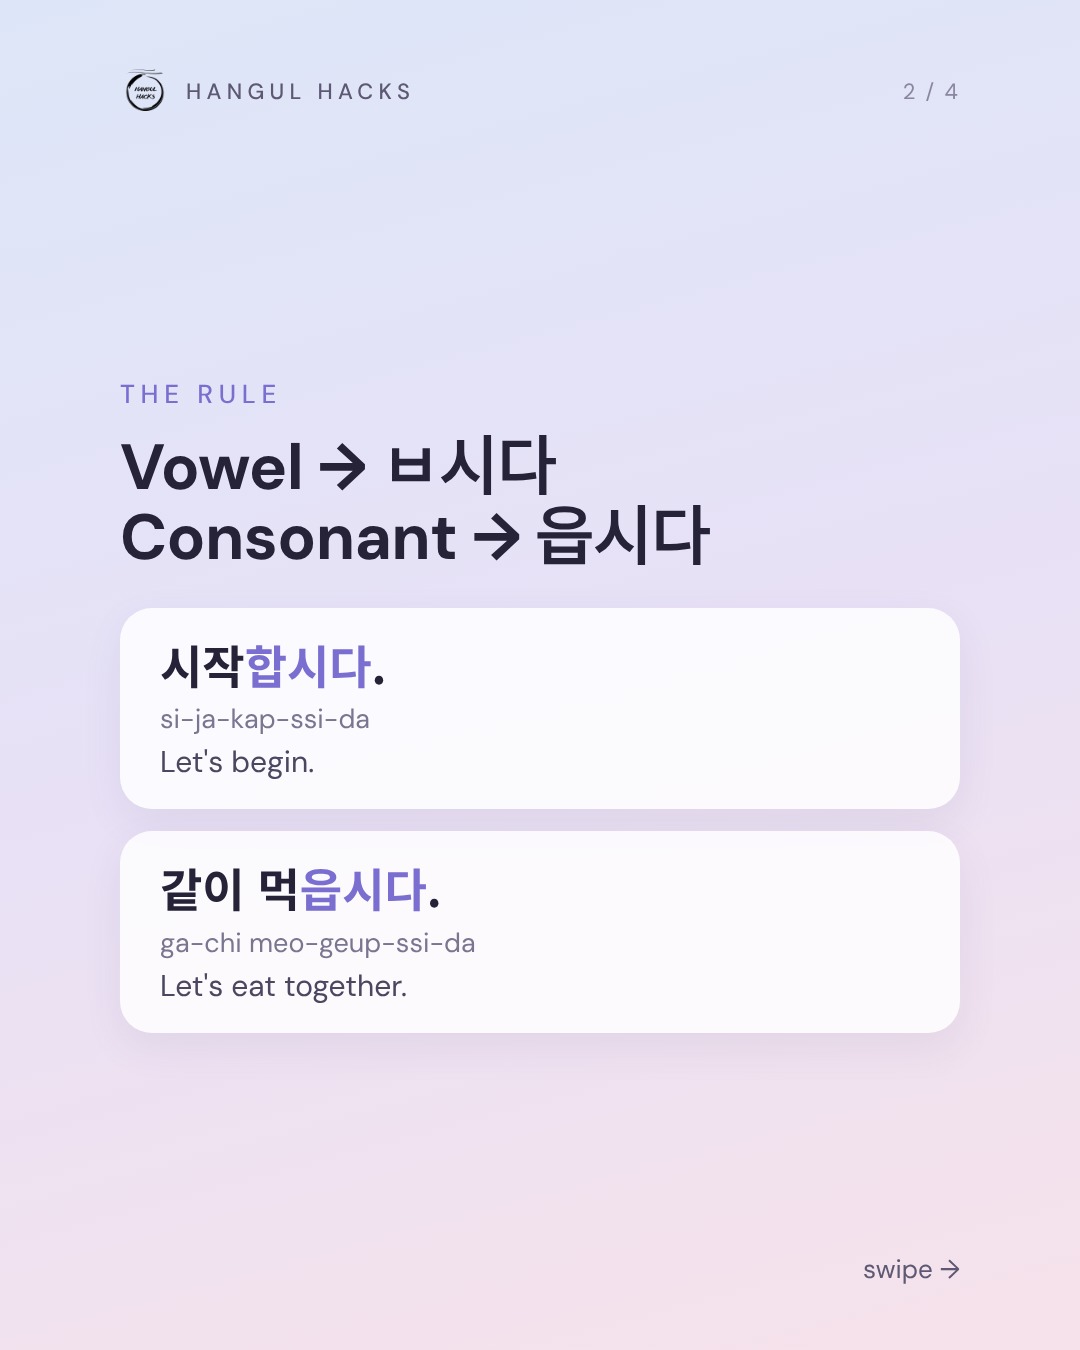 HANGUL HACKS
HANGUL HACKS
2 / 4
THE RULE
Vowel → ㅂ시다
Consonant → 읍시다
시작합시다.
si-ja-kap-ssi-da
Let's begin.
같이 먹읍시다.
ga-chi meo-geup-ssi-da
Let's eat together.
swipe →